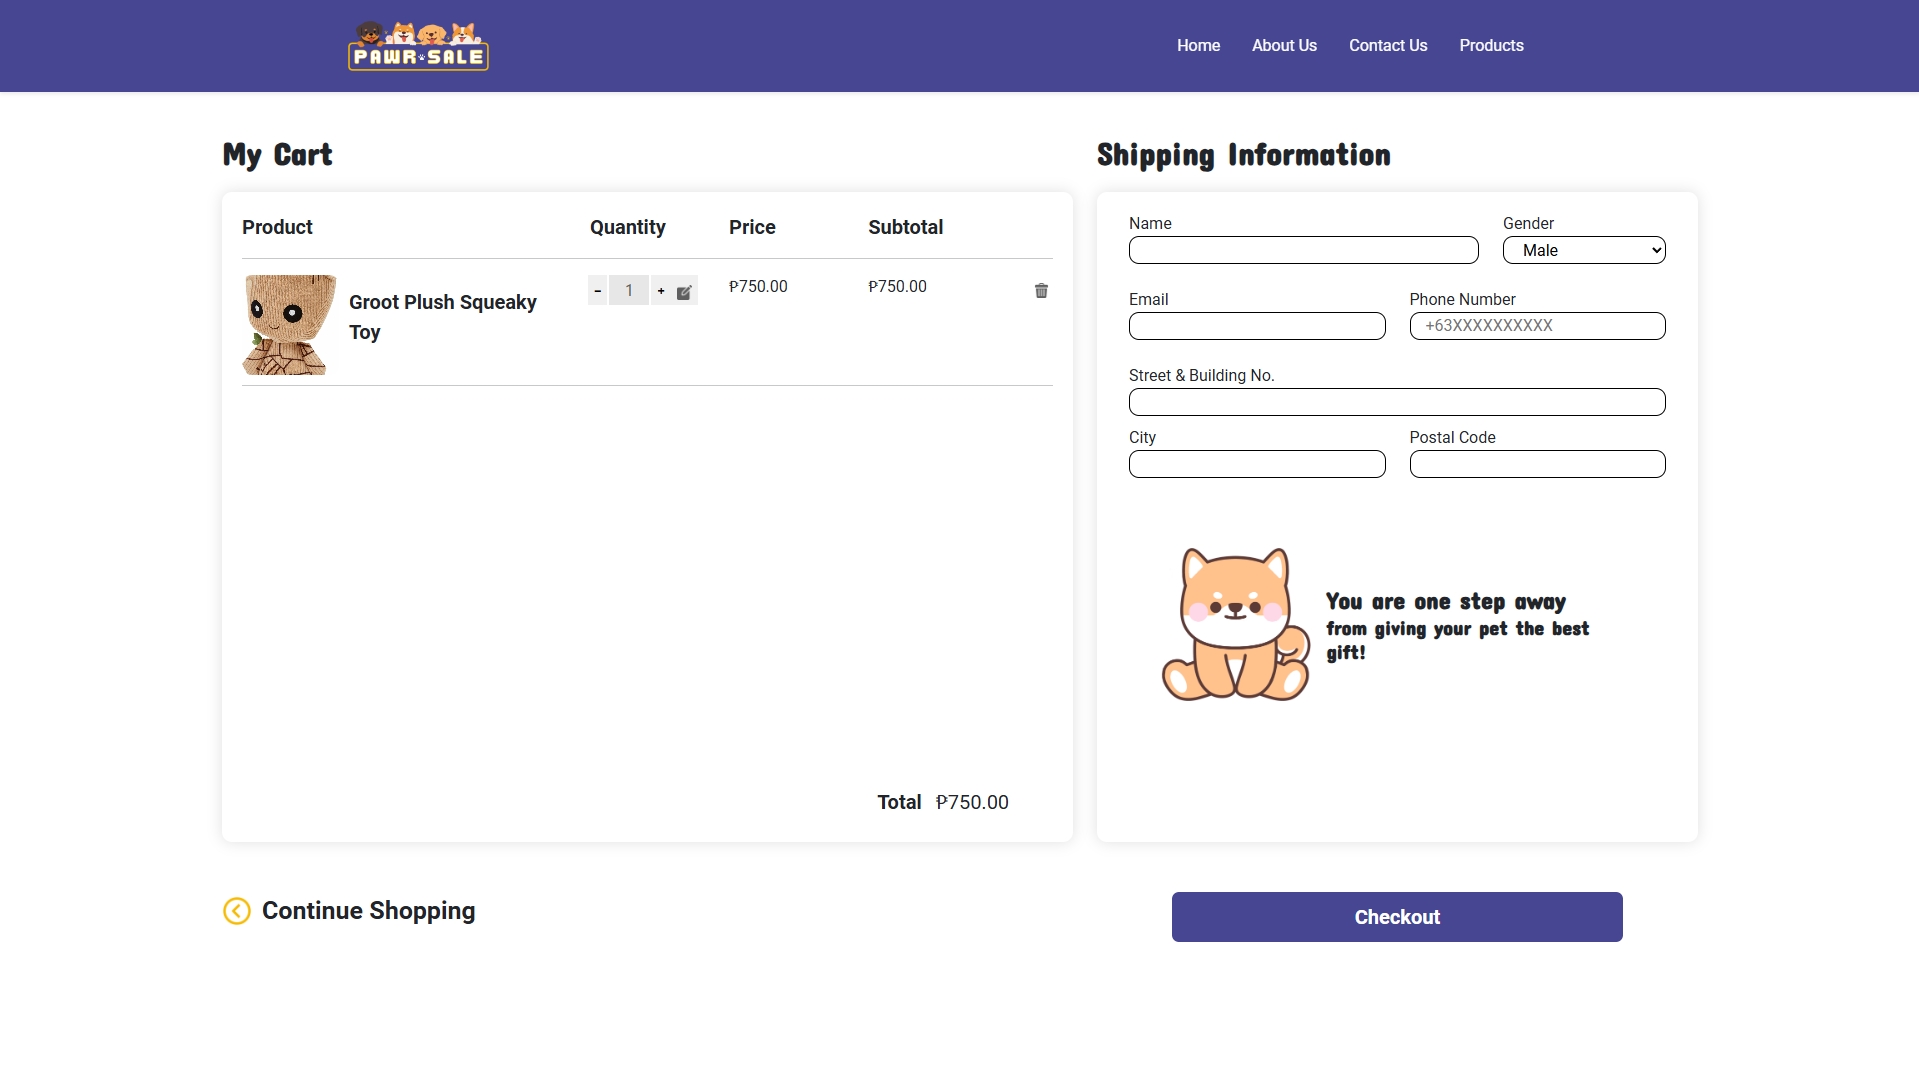 PAWR SALE
Home
About Us
Contact Us
Products
My Cart
Shipping Information
Product
Quantity
Price
Subtotal
Groot Plush Squeaky
Toy
-
1
+
₱750.00
₱750.00
Total ₱750.00
Name
Gender
Male
Email
Phone Number
+63XXXXXXXXXX
Street & Building No.
City
Postal Code
You are one step away
from giving your pet the best
gift!
Continue Shopping
Checkout